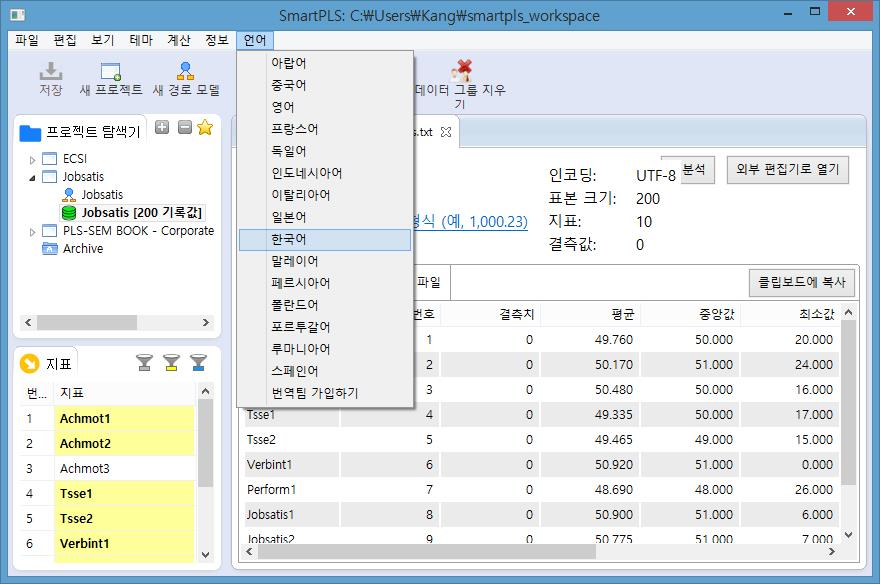 SmartPLS: C:₩Users₩Kang₩smartpls_workspace
파일 편집 보기 테마 계산 정보 언어
저장 새 프로젝트 새 경로 모델
데이터 그룹 지우기
아랍어
중국어
영어
프랑스어
독일어
인도네시아어
이탈리아어
일본어
한국어
말레이어
페르시아어
폴란드어
포르투갈어
루마니아어
스페인어
번역팀 가입하기
프로젝트 탐색기
ECSI
Jobsatis
Jobsatis
Jobsatis [200 기록값]
PLS-SEM BOOK - Corporate
Archive
지표
번... 지표
1 Achmot1
2 Achmot2
3 Achmot3
4 Tsse1
5 Tsse2
6 Verbint1
s.txt
인코딩: UTF-8
표본 크기: 200
지표: 10
결측값: 0
분석 외부 편집기로 열기
형식 (예, 1,000.23)
파일 클립보드에 복사
번호 결측치 평균 중앙값 최소값
1 0 49.760 50.000 20.000
2 0 50.170 51.000 24.000
3 0 50.480 50.000 16.000
Tsse1 4 0 49.335 50.000 17.000
Tsse2 5 0 49.465 49.000 15.000
Verbint1 6 0 50.920 51.000 0.000
Perform1 7 0 48.690 48.000 26.000
Jobsatis1 8 0 50.900 51.000 6.000
Jobsatis2 9 0 50.775 51.000 7.000